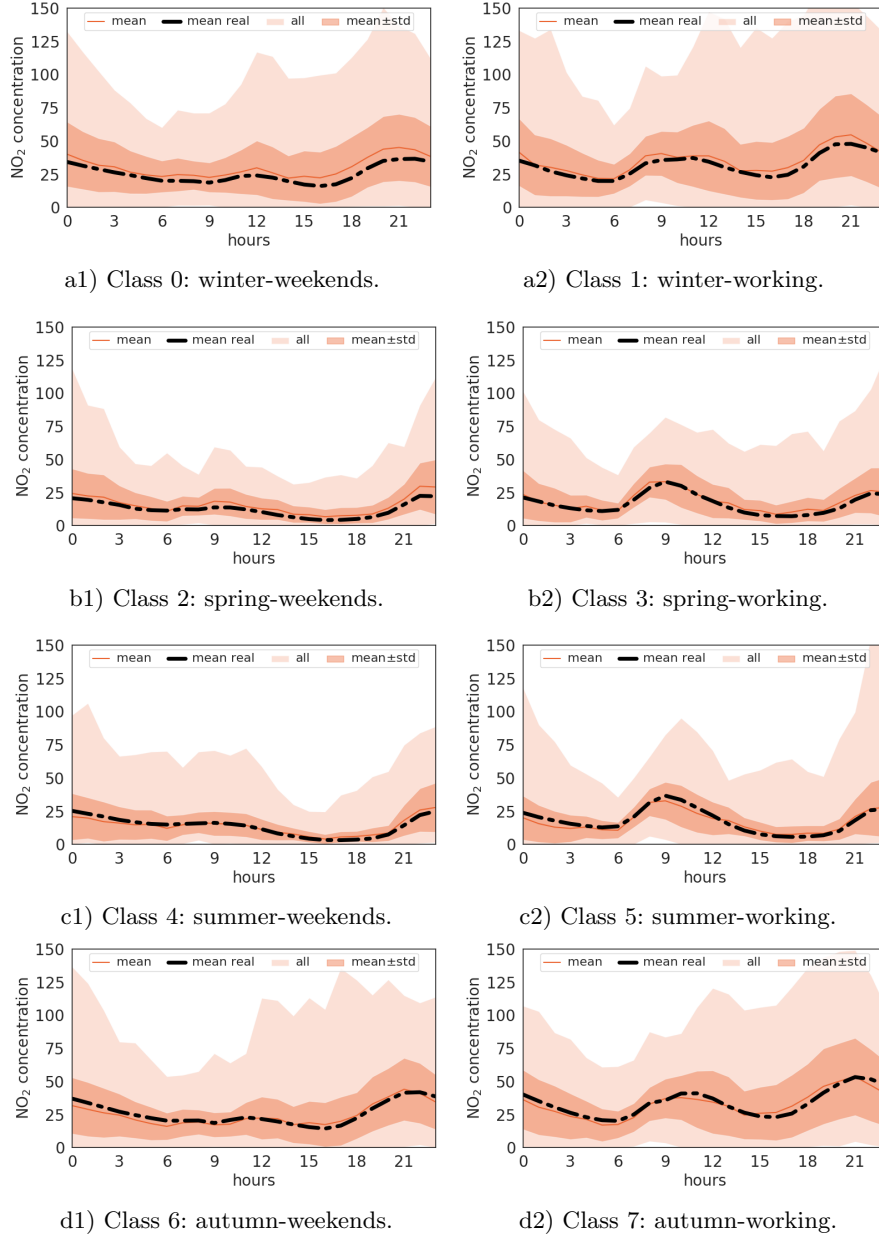 mean mean real all mean±std
mean mean real all mean±std
NO₂ concentration
NO₂ concentration
150
125
100
75
50
25
0
150
125
100
75
50
25
0
0 3 6 9 12 15 18 21
0 3 6 9 12 15 18 21
hours
hours
a1) Class 0: winter-weekends.
a2) Class 1: winter-working.
mean mean real all mean±std
mean mean real all mean±std
NO₂ concentration
NO₂ concentration
150
125
100
75
50
25
0
150
125
100
75
50
25
0
0 3 6 9 12 15 18 21
0 3 6 9 12 15 18 21
hours
hours
b1) Class 2: spring-weekends.
b2) Class 3: spring-working.
mean mean real all mean±std
mean mean real all mean±std
NO₂ concentration
NO₂ concentration
150
125
100
75
50
25
0
150
125
100
75
50
25
0
0 3 6 9 12 15 18 21
0 3 6 9 12 15 18 21
hours
hours
c1) Class 4: summer-weekends.
c2) Class 5: summer-working.
mean mean real all mean±std
mean mean real all mean±std
NO₂ concentration
NO₂ concentration
150
125
100
75
50
25
0
150
125
100
75
50
25
0
0 3 6 9 12 15 18 21
0 3 6 9 12 15 18 21
hours
hours
d1) Class 6: autumn-weekends.
d2) Class 7: autumn-working.